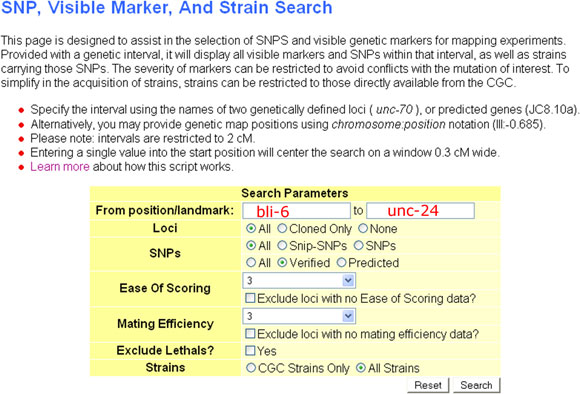 SNP, Visible Marker, And Strain Search
This page is designed to assist in the selection of SNPS and visible genetic markers for mapping experiments.
Provided with a genetic interval, it will display all visible markers and SNPs within that interval, as well as strains
carrying those SNPs. The severity of markers can be restricted to avoid conflicts with the mutation of interest. To
simplify in the acquisition of strains, strains can be restricted to those directly available from the CGC.
Specify the interval using the names of two genetically defined loci ( unc-70 ), or predicted genes (JC8.10a).
Alternatively, you may provide genetic map positions using chromosome:position notation (III:-0.685).
Please note: intervals are restricted to 2 cM.
Entering a single value into the start position will center the search on a window 0.3 cM wide.
Learn more about how this script works.
Search Parameters
From position/landmark: bli-6 to unc-24
Loci All Cloned Only None
SNPs All Snip-SNPs SNPs
All Verified Predicted
Ease Of Scoring 3
Exclude loci with no Ease of Scoring data?
Mating Efficiency 3
Exclude loci with no mating efficiency data?
Exclude Lethals? Yes
Strains CGC Strains Only All Strains
Reset Search